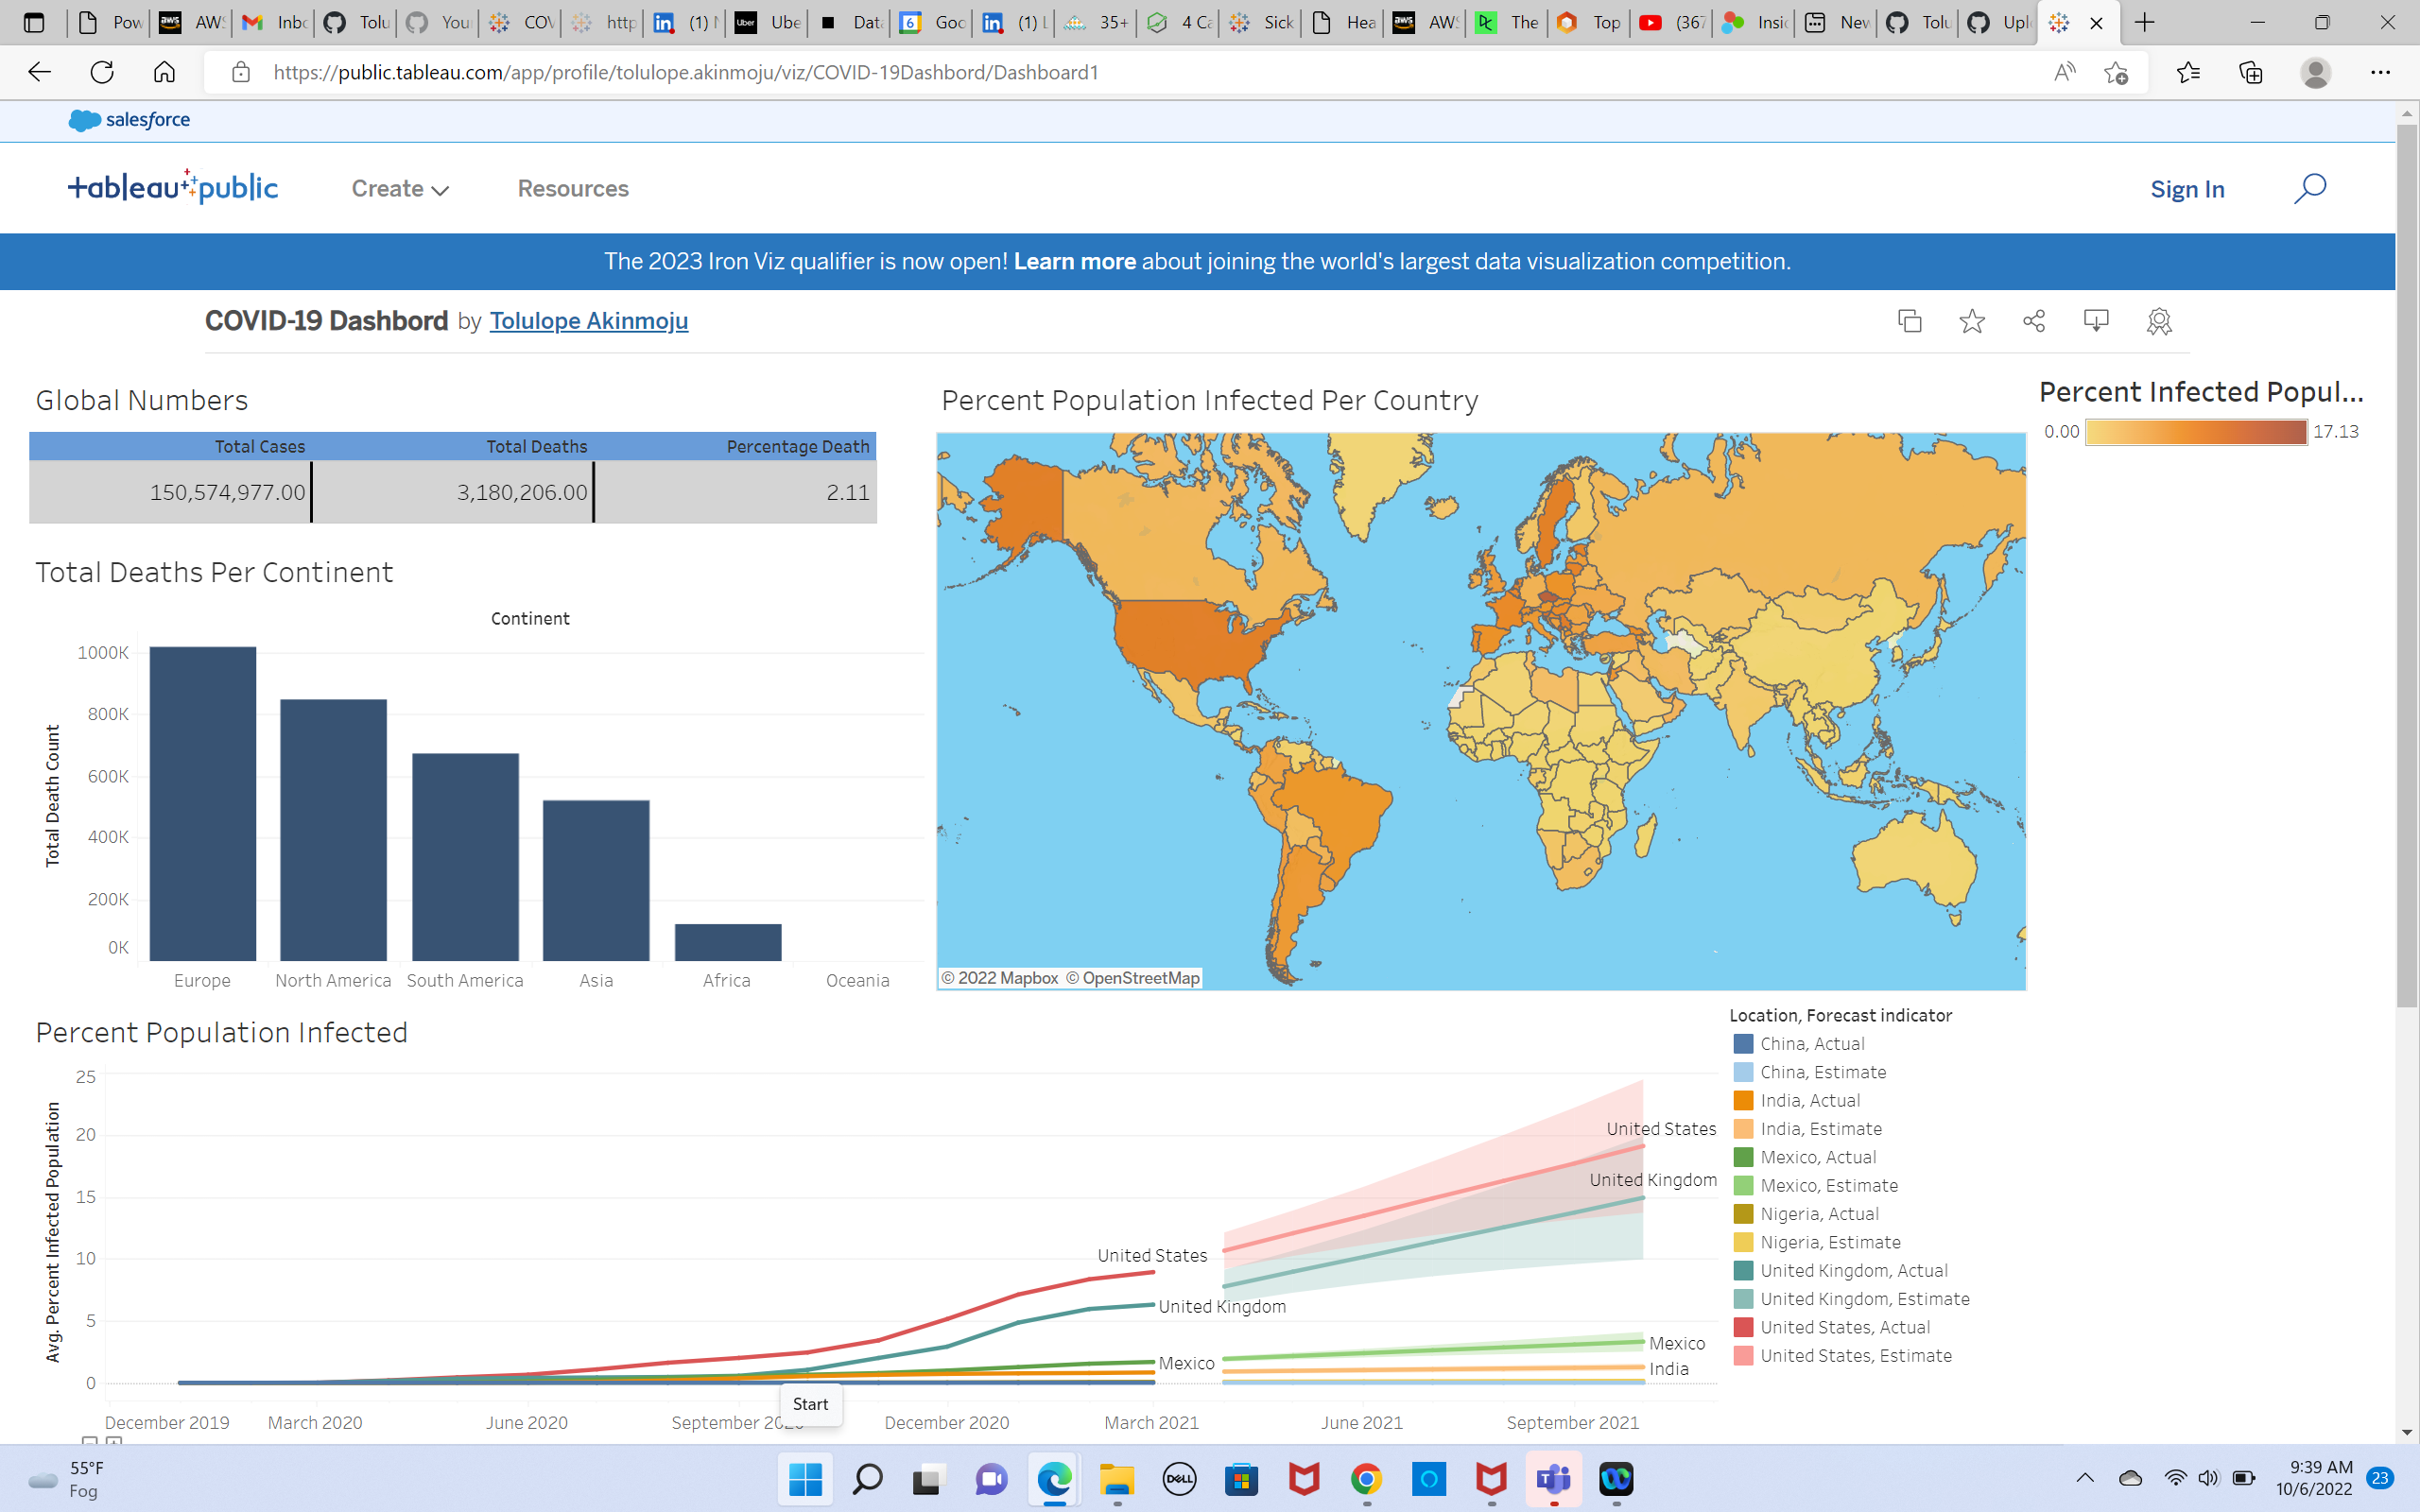 Pow
AWS
Inbo
Tolu
You
COV
http
(1) N
Ube
Data
Goo
(1) L
35+
4 Ca
Sick
Hea
AWS
The
Top
(367
Insi
New
Tolu
Uplo
https://public.tableau.com/app/profile/tolulope.akinmoju/viz/COVID-19Dashbord/Dashboard1
salesforce
+ableau public
Create
Resources
Sign In
The 2023 Iron Viz qualifier is now open! Learn more about joining the world's largest data visualization competition.
COVID-19 Dashbord by Tolulope Akinmoju
Global Numbers
Total Cases Total Deaths Percentage Death
150,574,977.00 3,180,206.00 2.11
Total Deaths Per Continent
Continent
Total Death Count
1000K
800K
600K
400K
200K
0K
Europe North America South America Asia Africa Oceania
Percent Population Infected Per Country
© 2022 Mapbox © OpenStreetMap
Percent Infected Popul...
0.00 17.13
Percent Population Infected
Avg. Percent Infected Population
25
20
15
10
5
0
United States
United Kingdom
United States
United Kingdom
Mexico
Mexico
India
December 2019 March 2020 June 2020 September 2020 December 2020 March 2021 June 2021 September 2021
Start
Location, Forecast indicator
China, Actual
China, Estimate
India, Actual
India, Estimate
Mexico, Actual
Mexico, Estimate
Nigeria, Actual
Nigeria, Estimate
United Kingdom, Actual
United Kingdom, Estimate
United States, Actual
United States, Estimate
55°F
Fog
DELL
9:39 AM
10/6/2022
23